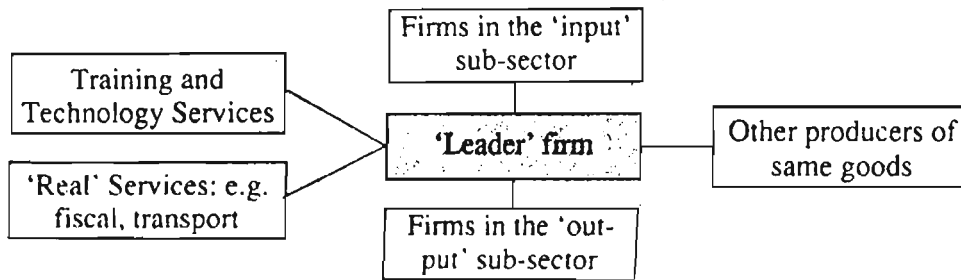 Firms in the ‘input’
sub-sector
Training and
Technology Services
‘Leader’ firm
Other producers of
same goods
‘Real’ Services: e.g.
fiscal, transport
Firms in the ‘out-
put’ sub-sector